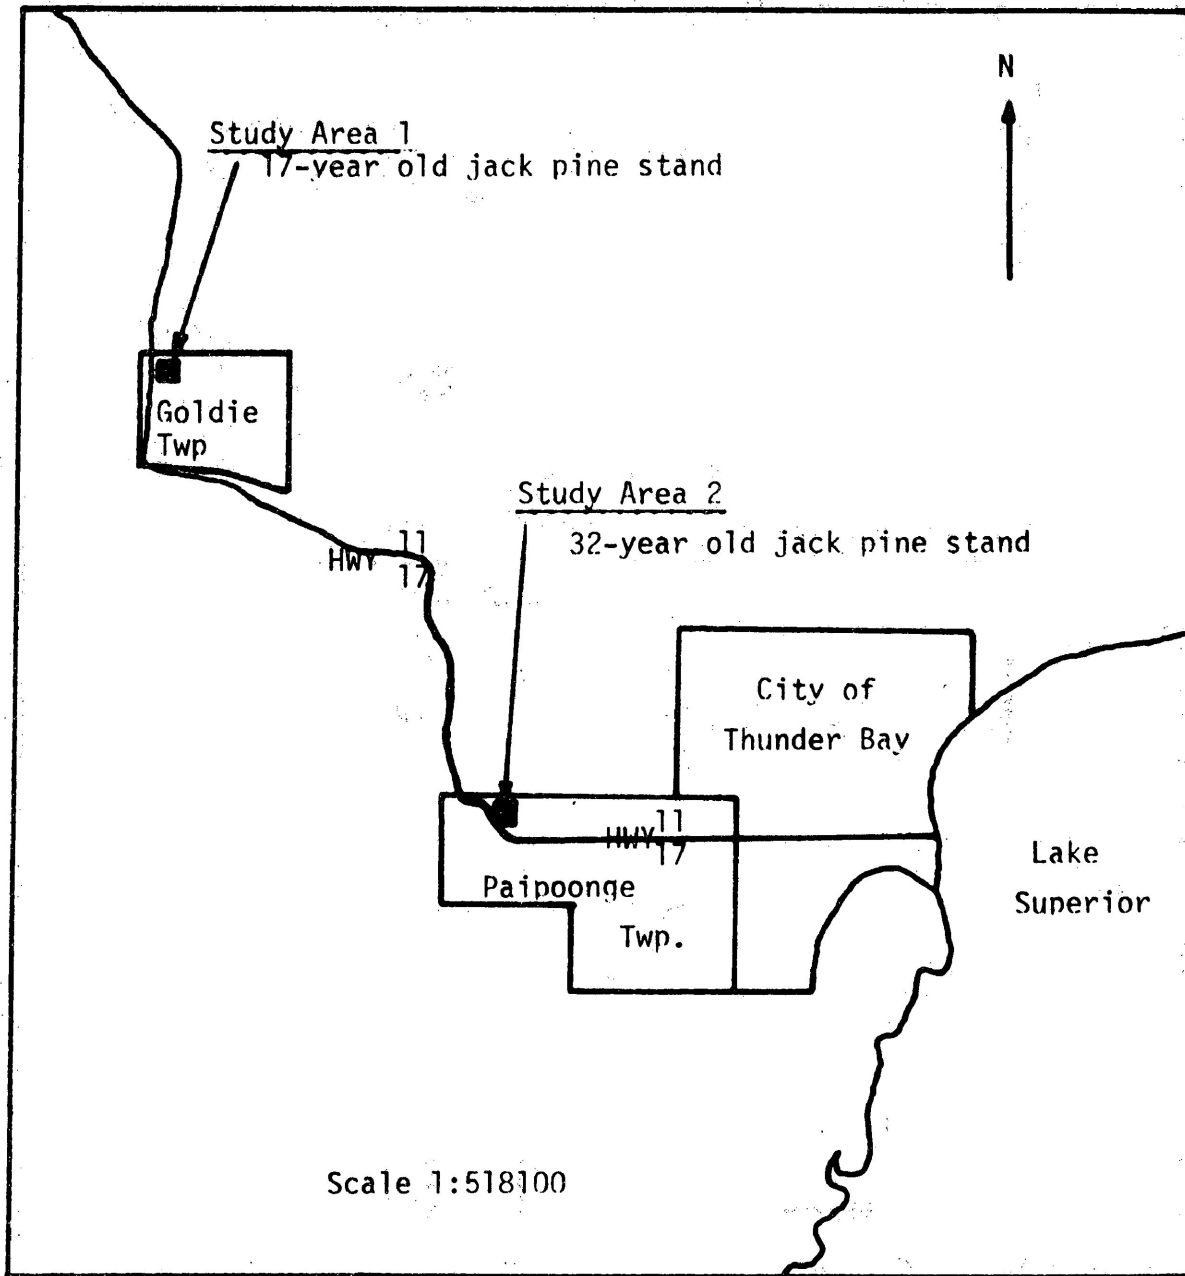 N
Study Area 1
17-year old jack pine stand
Goldie
Twp
Study Area 2
32-year old jack pine stand
HWY 11
17
City of
Thunder Bay
HWY 11
17
Lake
Superior
Paipoonge
Twp.
Scale 1:518100